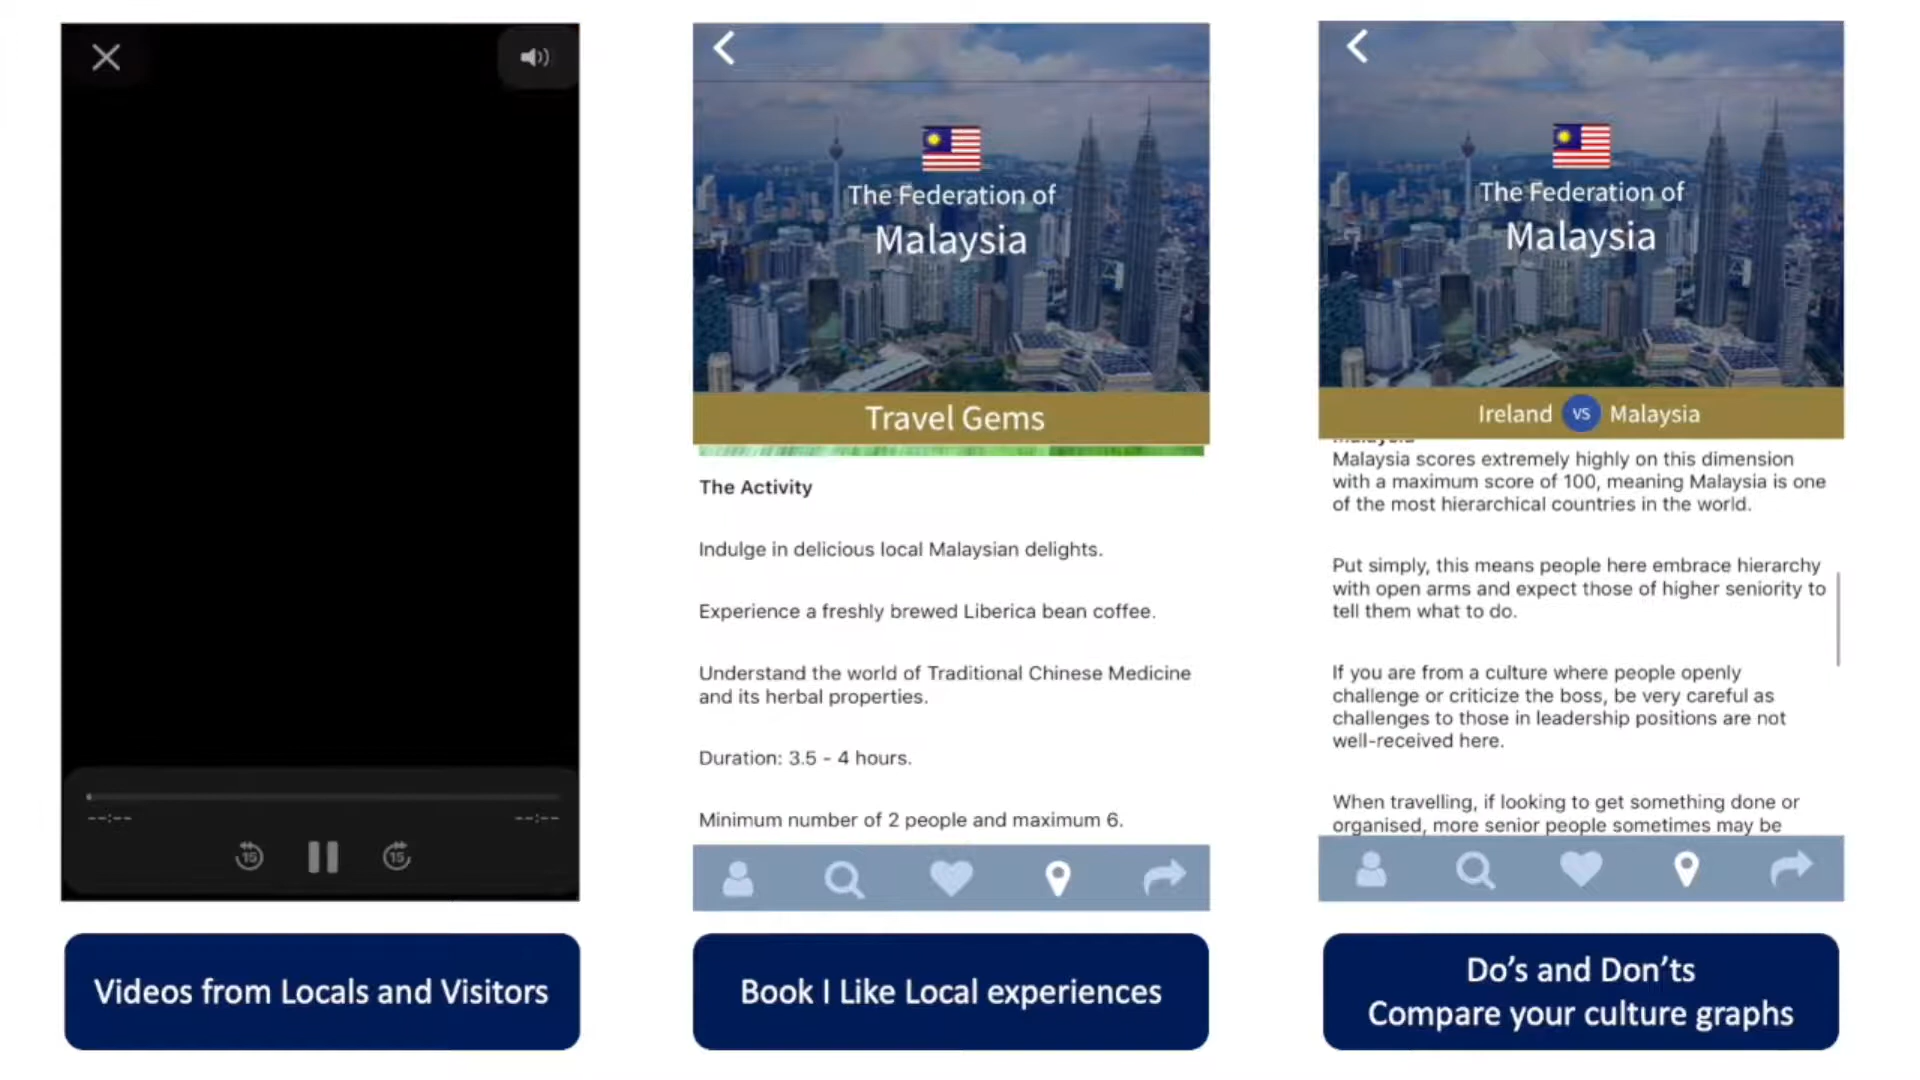 --:--
--:--
15
15
Videos from Locals and Visitors
The Federation of
Malaysia
Travel Gems
The Activity
Indulge in delicious local Malaysian delights.
Experience a freshly brewed Liberica bean coffee.
Understand the world of Traditional Chinese Medicine
and its herbal properties.
Duration: 3.5 - 4 hours.
Minimum number of 2 people and maximum 6.
Book I Like Local experiences
The Federation of
Malaysia
Ireland VS Malaysia
Malaysia scores extremely highly on this dimension
with a maximum score of 100, meaning Malaysia is one
of the most hierarchical countries in the world.
Put simply, this means people here embrace hierarchy
with open arms and expect those of higher seniority to
tell them what to do.
If you are from a culture where people openly
challenge or criticize the boss, be very careful as
challenges to those in leadership positions are not
well-received here.
When travelling, if looking to get something done or
organised, more senior people sometimes may be
Do's and Don'ts
Compare your culture graphs